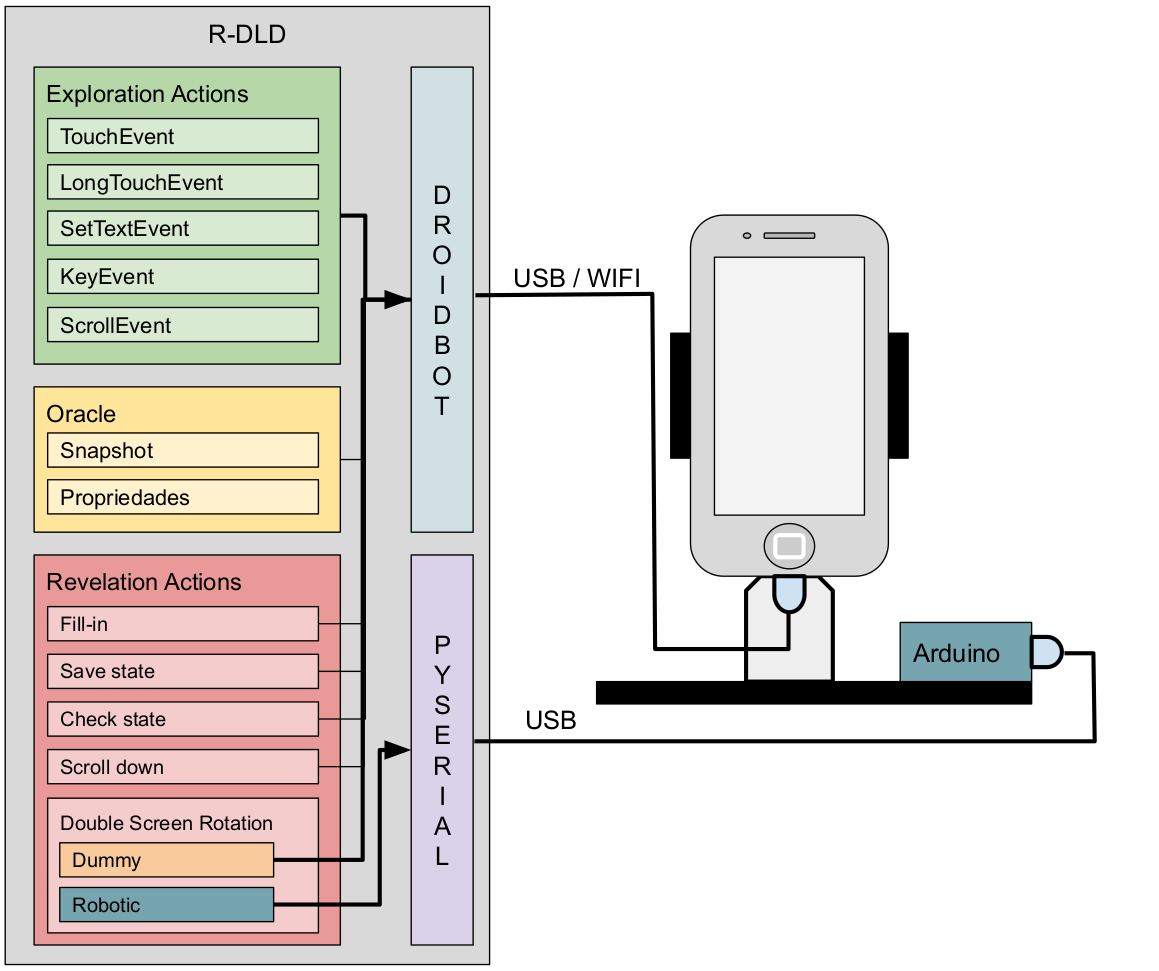 R-DLD
Exploration Actions
TouchEvent
LongTouchEvent
SetTextEvent
KeyEvent
ScrollEvent
Oracle
Snapshot
Propriedades
Revelation Actions
Fill-in
Save state
Check state
Scroll down
Double Screen Rotation
Dummy
Robotic
DROIDBOT
PYSERIAL
USB / WIFI
USB
Arduino